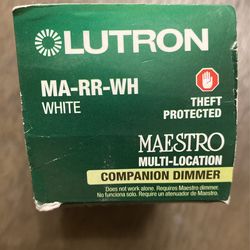 LUTRON
MA-RR-WH
WHITE
THEFT
PROTECTED
MAESTRO
MULTI-LOCATION
COMPANION DIMMER
Does not work alone. Requires Maestro dimmer.
No funciona solo. Require un atenuador de Maestro.